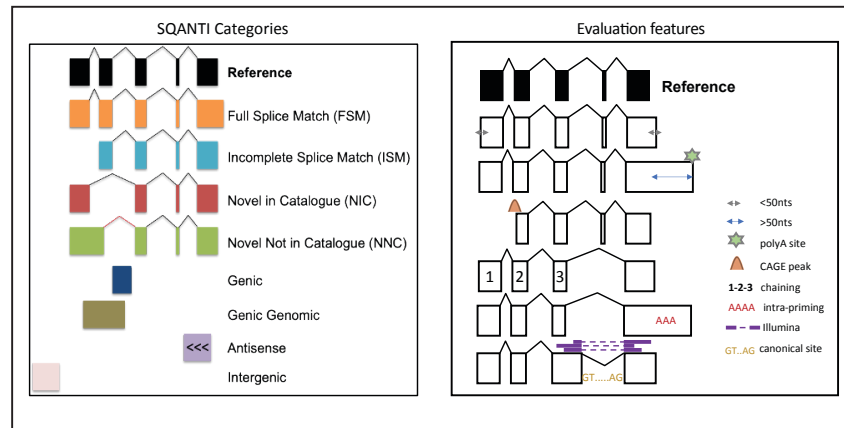 SQANTI Categories
Reference
Full Splice Match (FSM)
Incomplete Splice Match (ISM)
Novel in Catalogue (NIC)
Novel Not in Catalogue (NNC)
Genic
Genic Genomic
<<< Antisense
Intergenic
Evaluation features
Reference
1 2 3
AAA
GT.....AG
<50nts
>50nts
polyA site
CAGE peak
1-2-3 chaining
AAAA intra-priming
Illumina
GT..AG canonical site